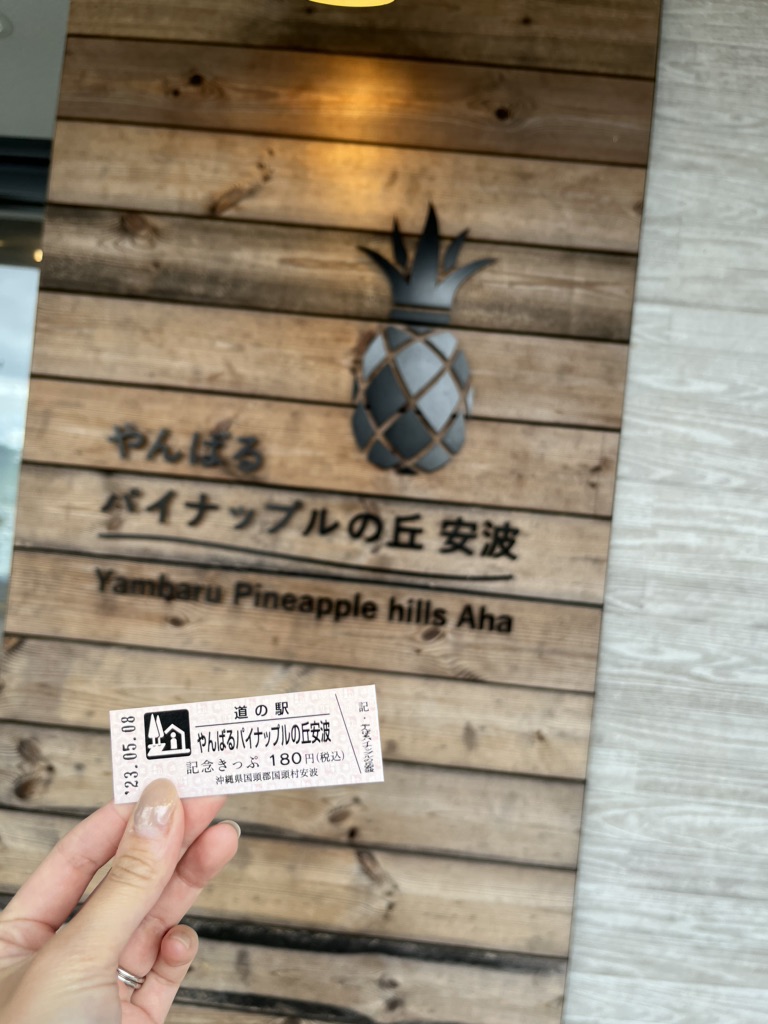 やんばる
パイナップルの丘 安波
Yambaru Pineapple hills Aha
'23.05.08
道の駅
やんばるパイナップルの丘安波
記念きっぷ 180円(税込)
沖縄県国頭郡国頭村安波